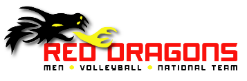 RED DRAGONS
MEN • VOLLEYBALL • NATIONAL TEAM